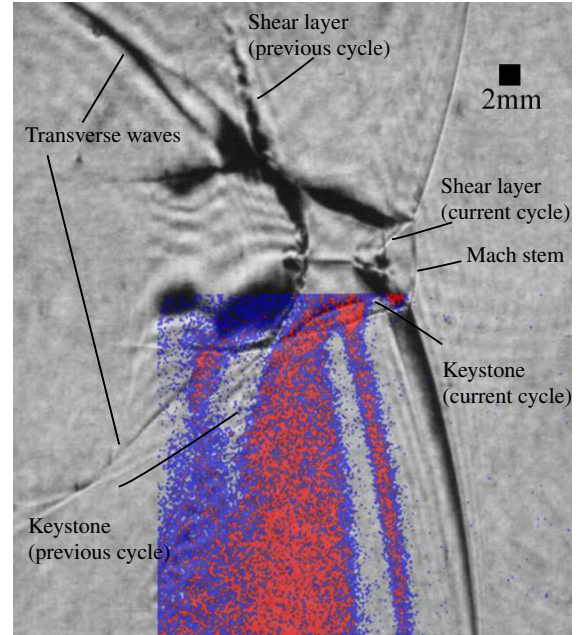 Shear layer
(previous cycle)
2mm
Transverse waves
Shear layer
(current cycle)
Mach stem
Keystone
(current cycle)
Keystone
(previous cycle)